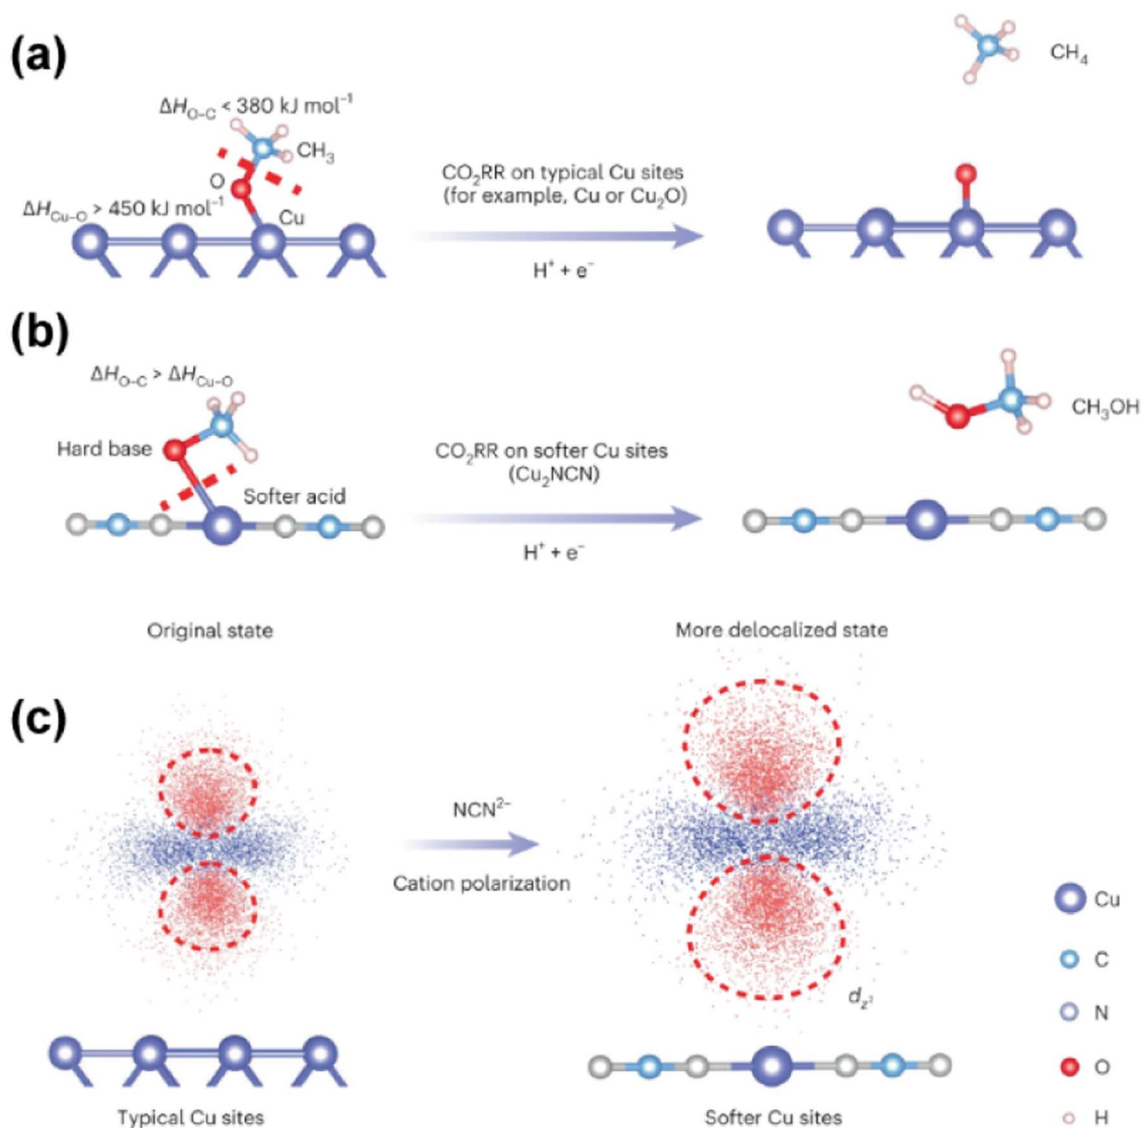 (a)
ΔH_O–C < 380 kJ mol⁻¹
CH₃
O
ΔH_Cu–O > 450 kJ mol⁻¹
Cu
CO₂RR on typical Cu sites
(for example, Cu or Cu₂O)
H⁺ + e⁻
CH₄
(b)
ΔH_O–C > ΔH_Cu–O
Hard base
Softer acid
CO₂RR on softer Cu sites
(Cu₂NCN)
H⁺ + e⁻
CH₃OH
Original state
More delocalized state
(c)
NCN²⁻
Cation polarization
d_z²
Typical Cu sites
Softer Cu sites
Cu
C
N
O
H